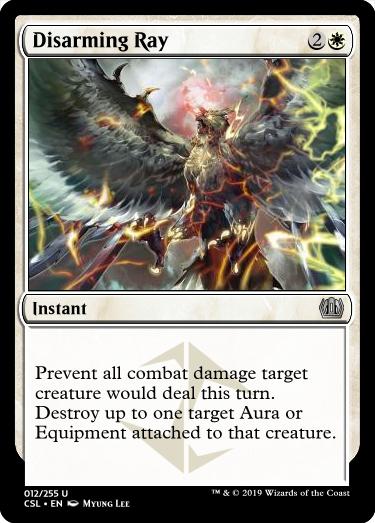 Disarming Ray 2
Instant
Prevent all combat damage target
creature would deal this turn.
Destroy up to one target Aura or
Equipment attached to that creature.
012/255 U
CSL • EN Myung Lee
™ & © 2019 Wizards of the Coast